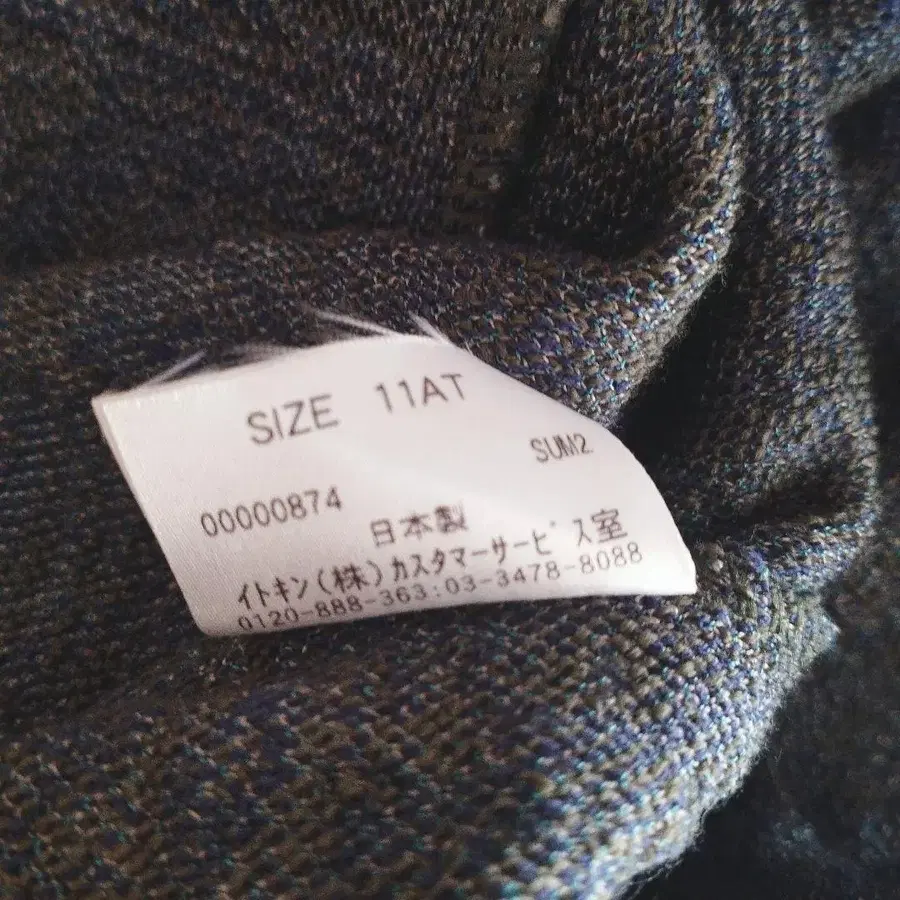 SIZE 11AT
SUM2
00000874
日本製
イトキン(株)カスタマーサービス室
0120-888-363:03-3478-8088